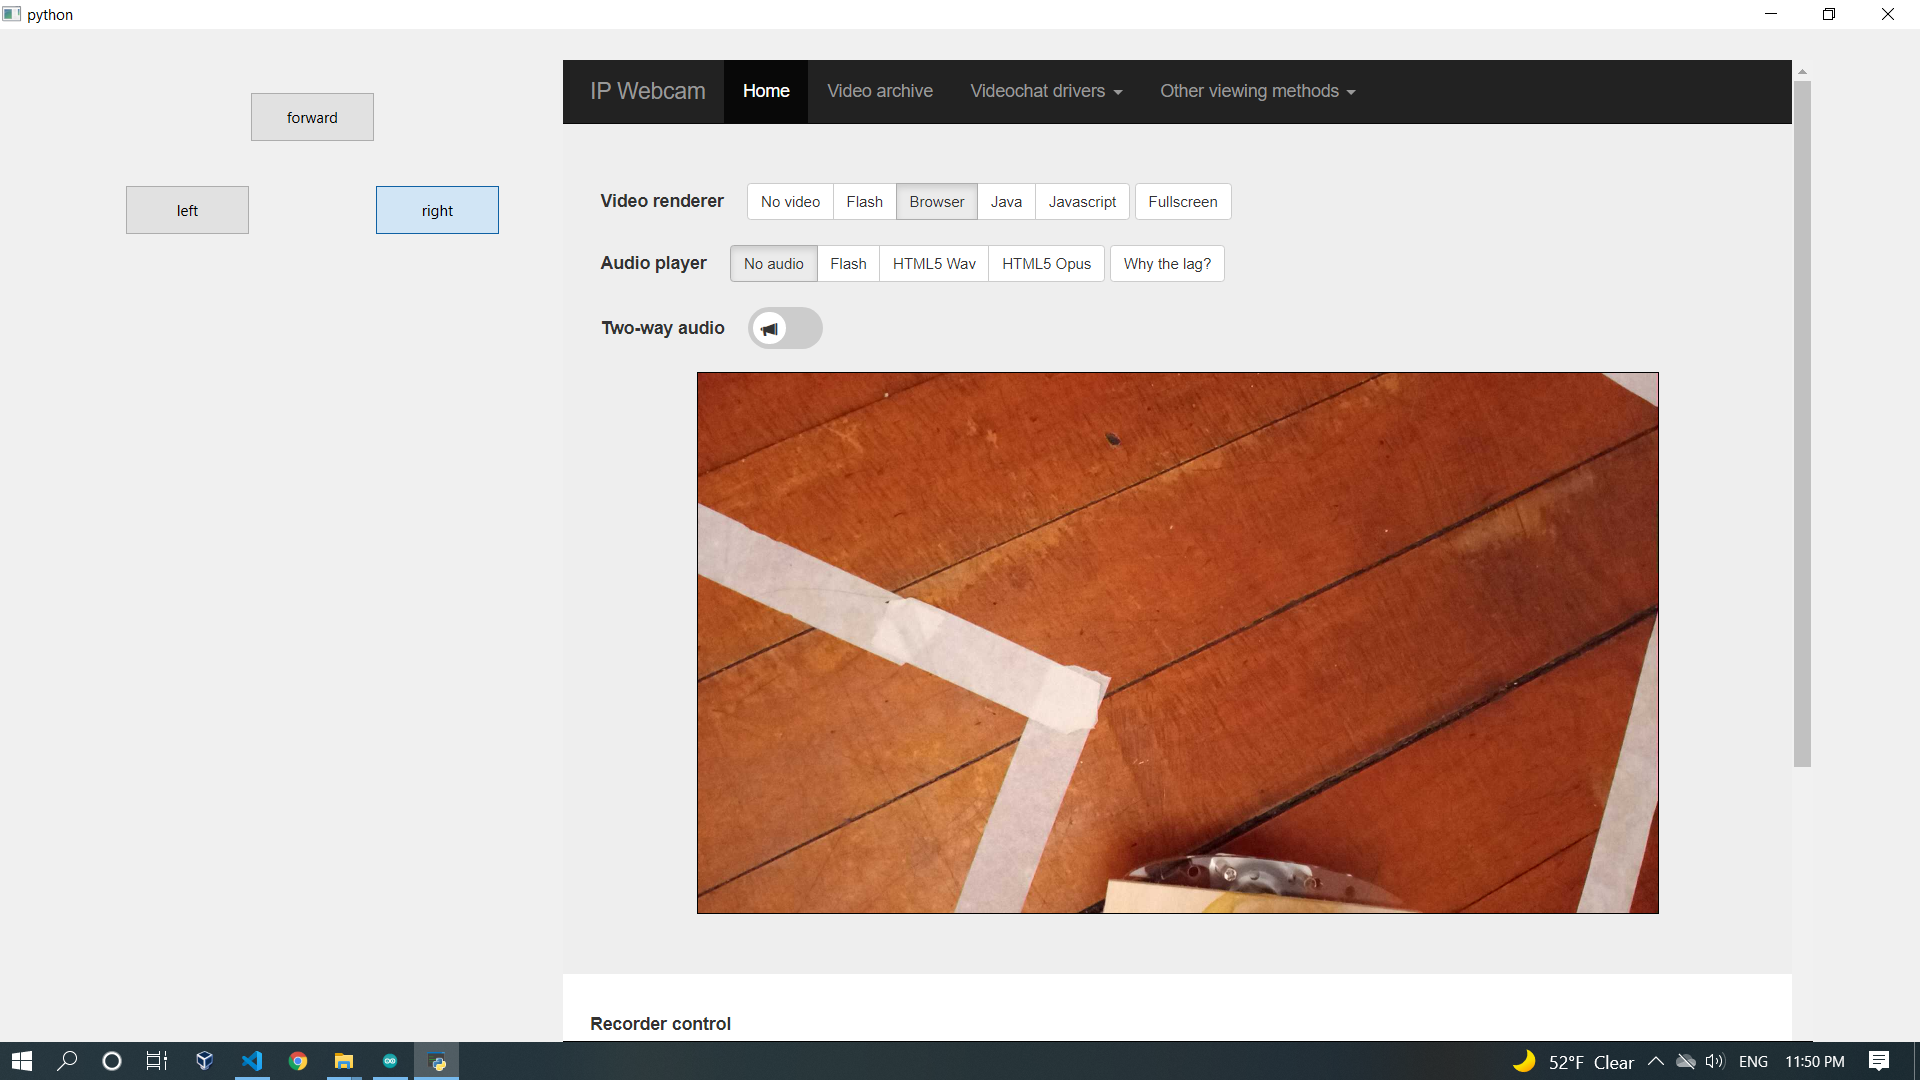 python
forward
left right
IP Webcam Home Video archive Videochat drivers Other viewing methods
Video renderer No video Flash Browser Java Javascript Fullscreen
Audio player No audio Flash HTML5 Wav HTML5 Opus Why the lag?
Two-way audio
Recorder control
52°F Clear ENG 11:50 PM